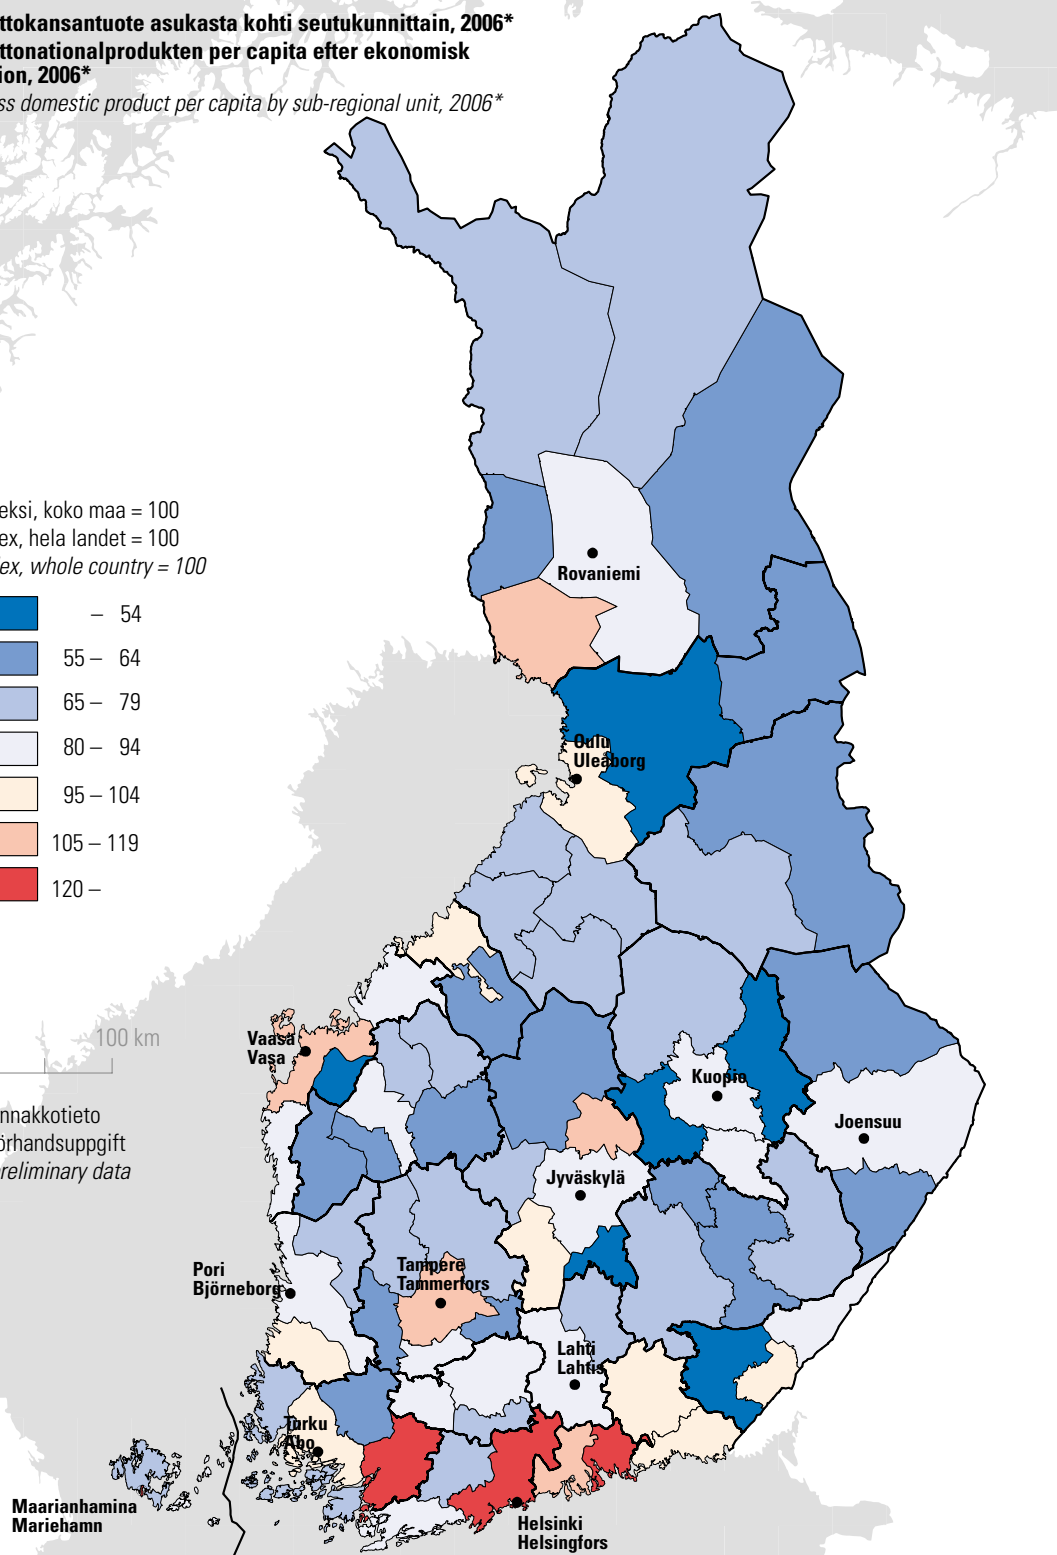 ttokansantuote asukasta kohti seutukunnittain, 2006*
ttonationalprodukten per capita efter ekonomisk
ion, 2006*
ss domestic product per capita by sub-regional unit, 2006*
eksi, koko maa = 100
ex, hela landet = 100
lex, whole country = 100
– 54
55 – 64
65 – 79
80 – 94
95 – 104
105 – 119
120 –
100 km
nnakkotieto
örhandsuppgift
reliminary data
Rovaniemi
Oulu
Uleåborg
Vaasa
Vasa
Kuopio
Joensuu
Jyväskylä
Pori
Björneborg
Tampere
Tammerfors
Lahti
Lahtis
Turku
Åbo
Maarianhamina
Mariehamn
Helsinki
Helsingfors